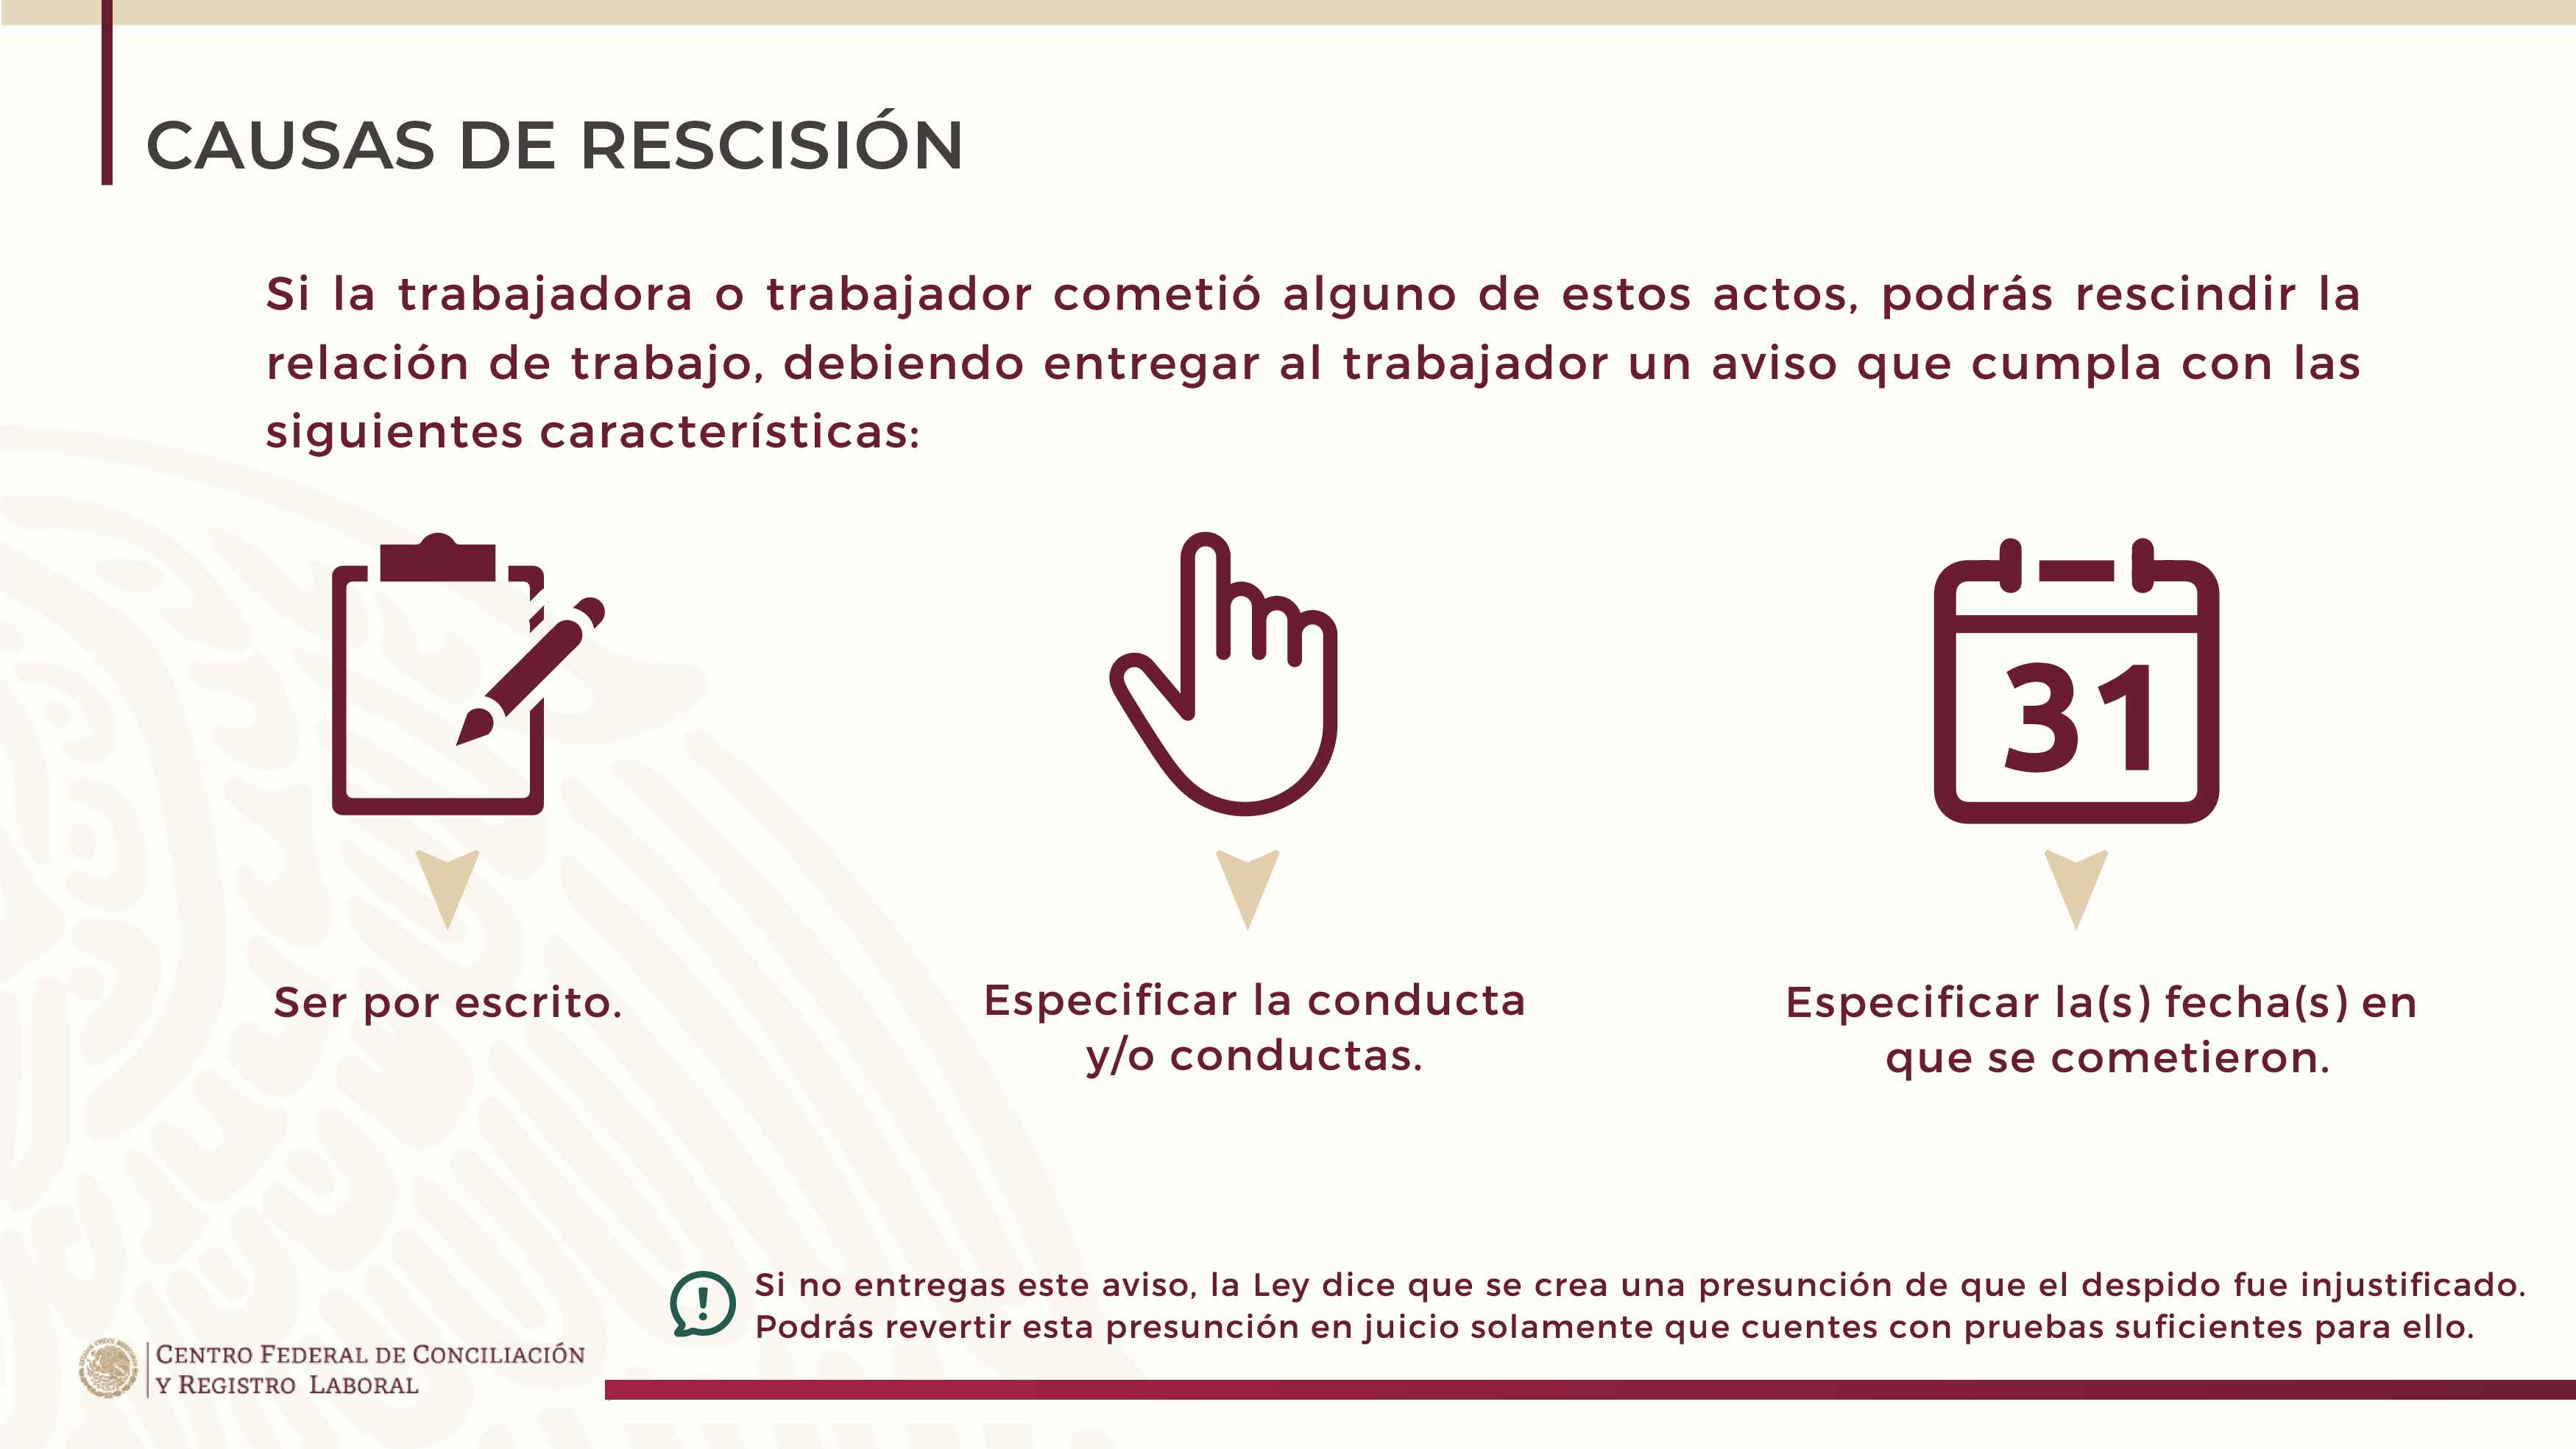 CAUSAS DE RESCISIÓN
Si la trabajadora o trabajador cometió alguno de estos actos, podrás rescindir la
relación de trabajo, debiendo entregar al trabajador un aviso que cumpla con las
siguientes características:
31
Ser por escrito.
Especificar la conducta
y/o conductas.
Especificar la(s) fecha(s) en
que se cometieron.
!
Si no entregas este aviso, la Ley dice que se crea una presunción de que el despido fue injustificado.
Podrás revertir esta presunción en juicio solamente que cuentes con pruebas suficientes para ello.
CENTRO FEDERAL DE CONCILIACIÓN
Y REGISTRO LABORAL